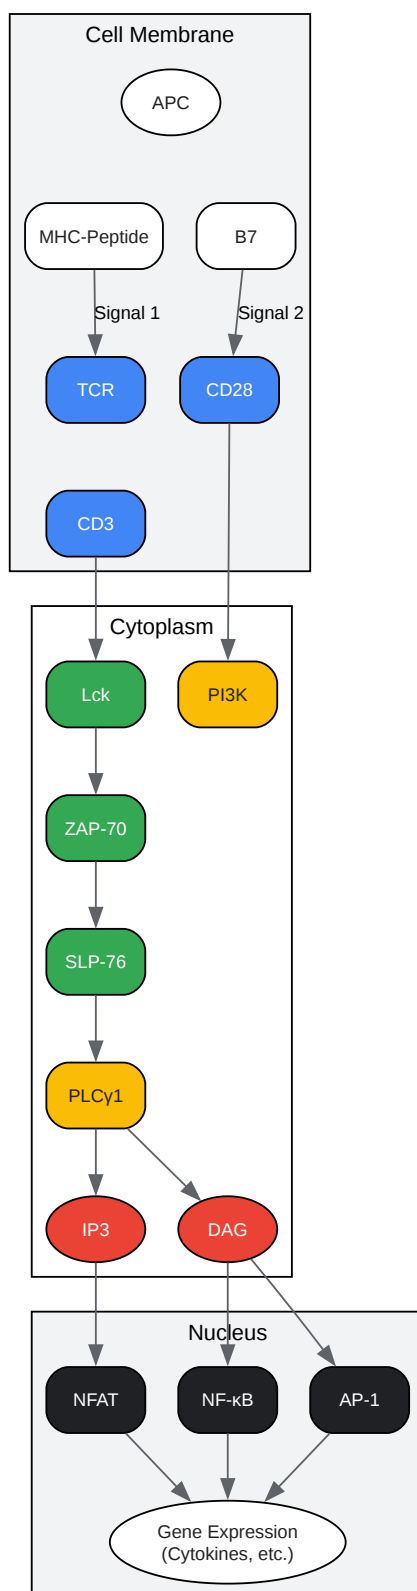 Cell Membrane
APC
MHC-Peptide
B7
Signal 1
Signal 2
TCR
CD28
CD3
Cytoplasm
Lck
PI3K
ZAP-70
SLP-76
PLCγ1
IP3
DAG
Nucleus
NFAT
NF-κB
AP-1
Gene Expression
(Cytokines, etc.)